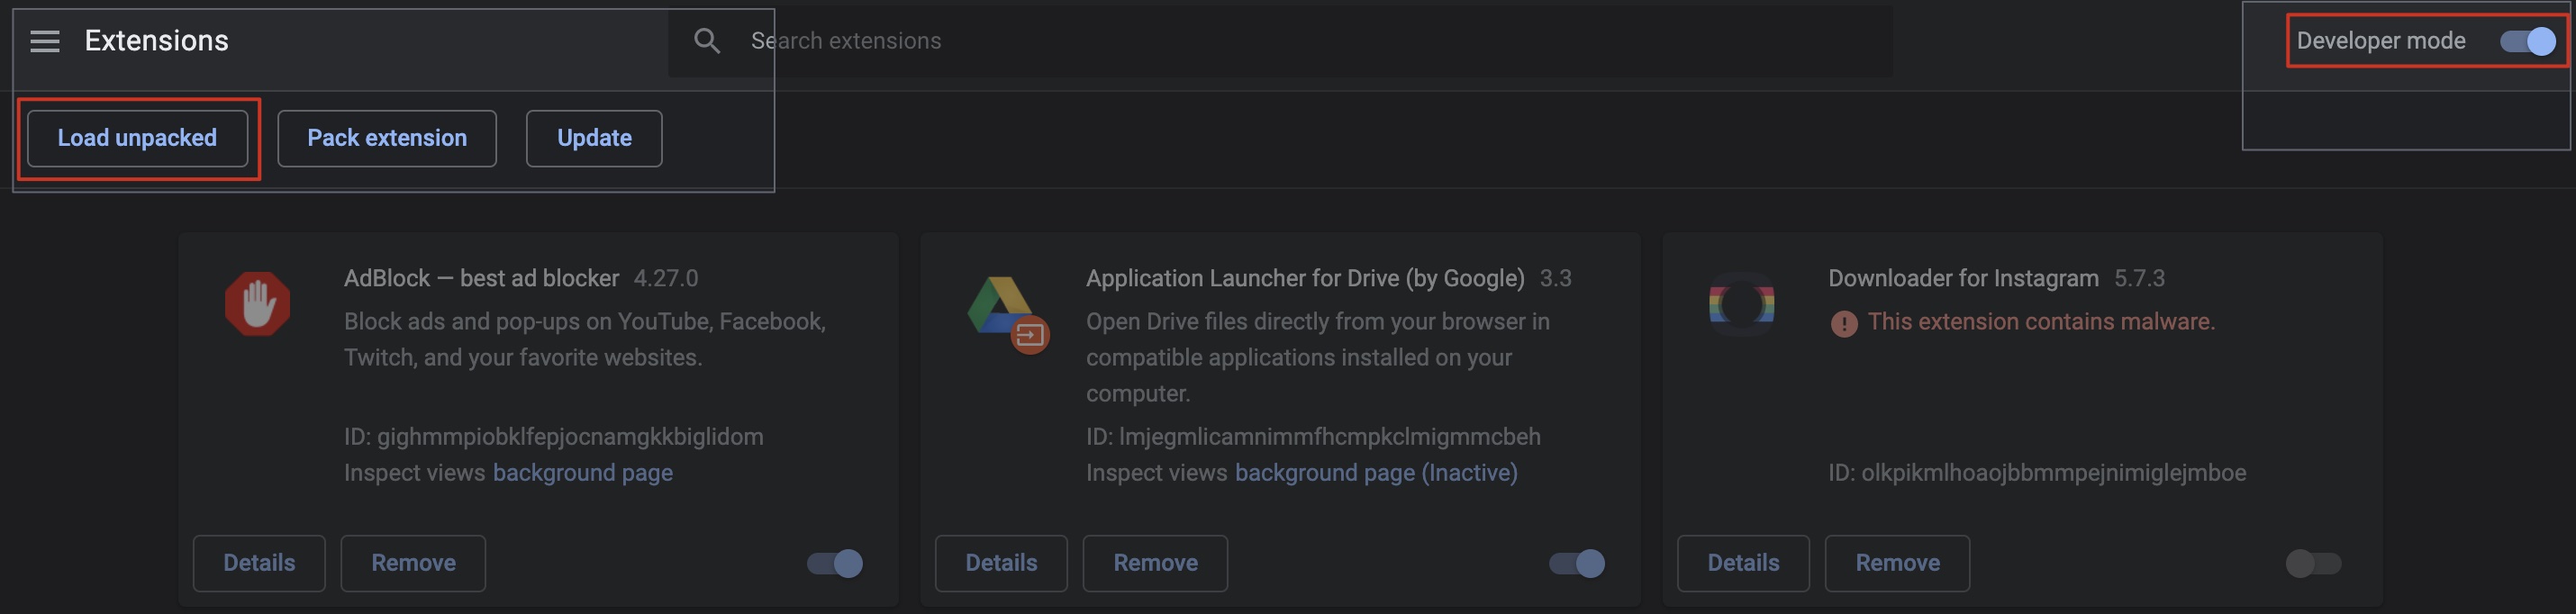 Extensions
Search extensions
Developer mode
Load unpacked
Pack extension
Update
AdBlock — best ad blocker 4.27.0
Block ads and pop-ups on YouTube, Facebook,
Twitch, and your favorite websites.
ID: gighmmpiobklfepjocnamgkkbiglidom
Inspect views background page
Details
Remove
Application Launcher for Drive (by Google) 3.3
Open Drive files directly from your browser in
compatible applications installed on your
computer.
ID: lmjegmlicamnimmfhcmpkclmigmmcbeh
Inspect views background page (Inactive)
Details
Remove
Downloader for Instagram 5.7.3
This extension contains malware.
ID: olkpikmlhoaojbbmmpejnimiglejmboe
Details
Remove